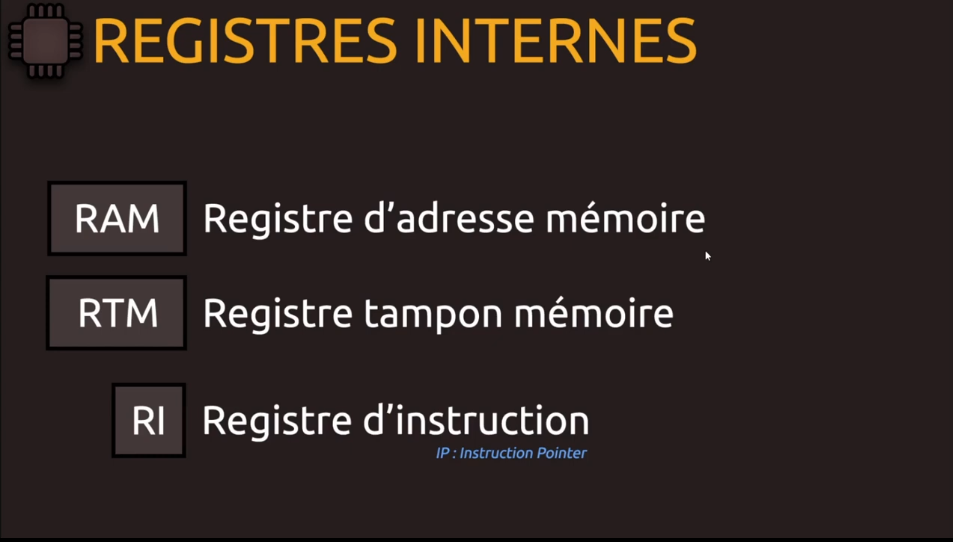 REGISTRES INTERNES
RAM Registre d’adresse mémoire
RTM Registre tampon mémoire
RI Registre d’instruction
IP : Instruction Pointer